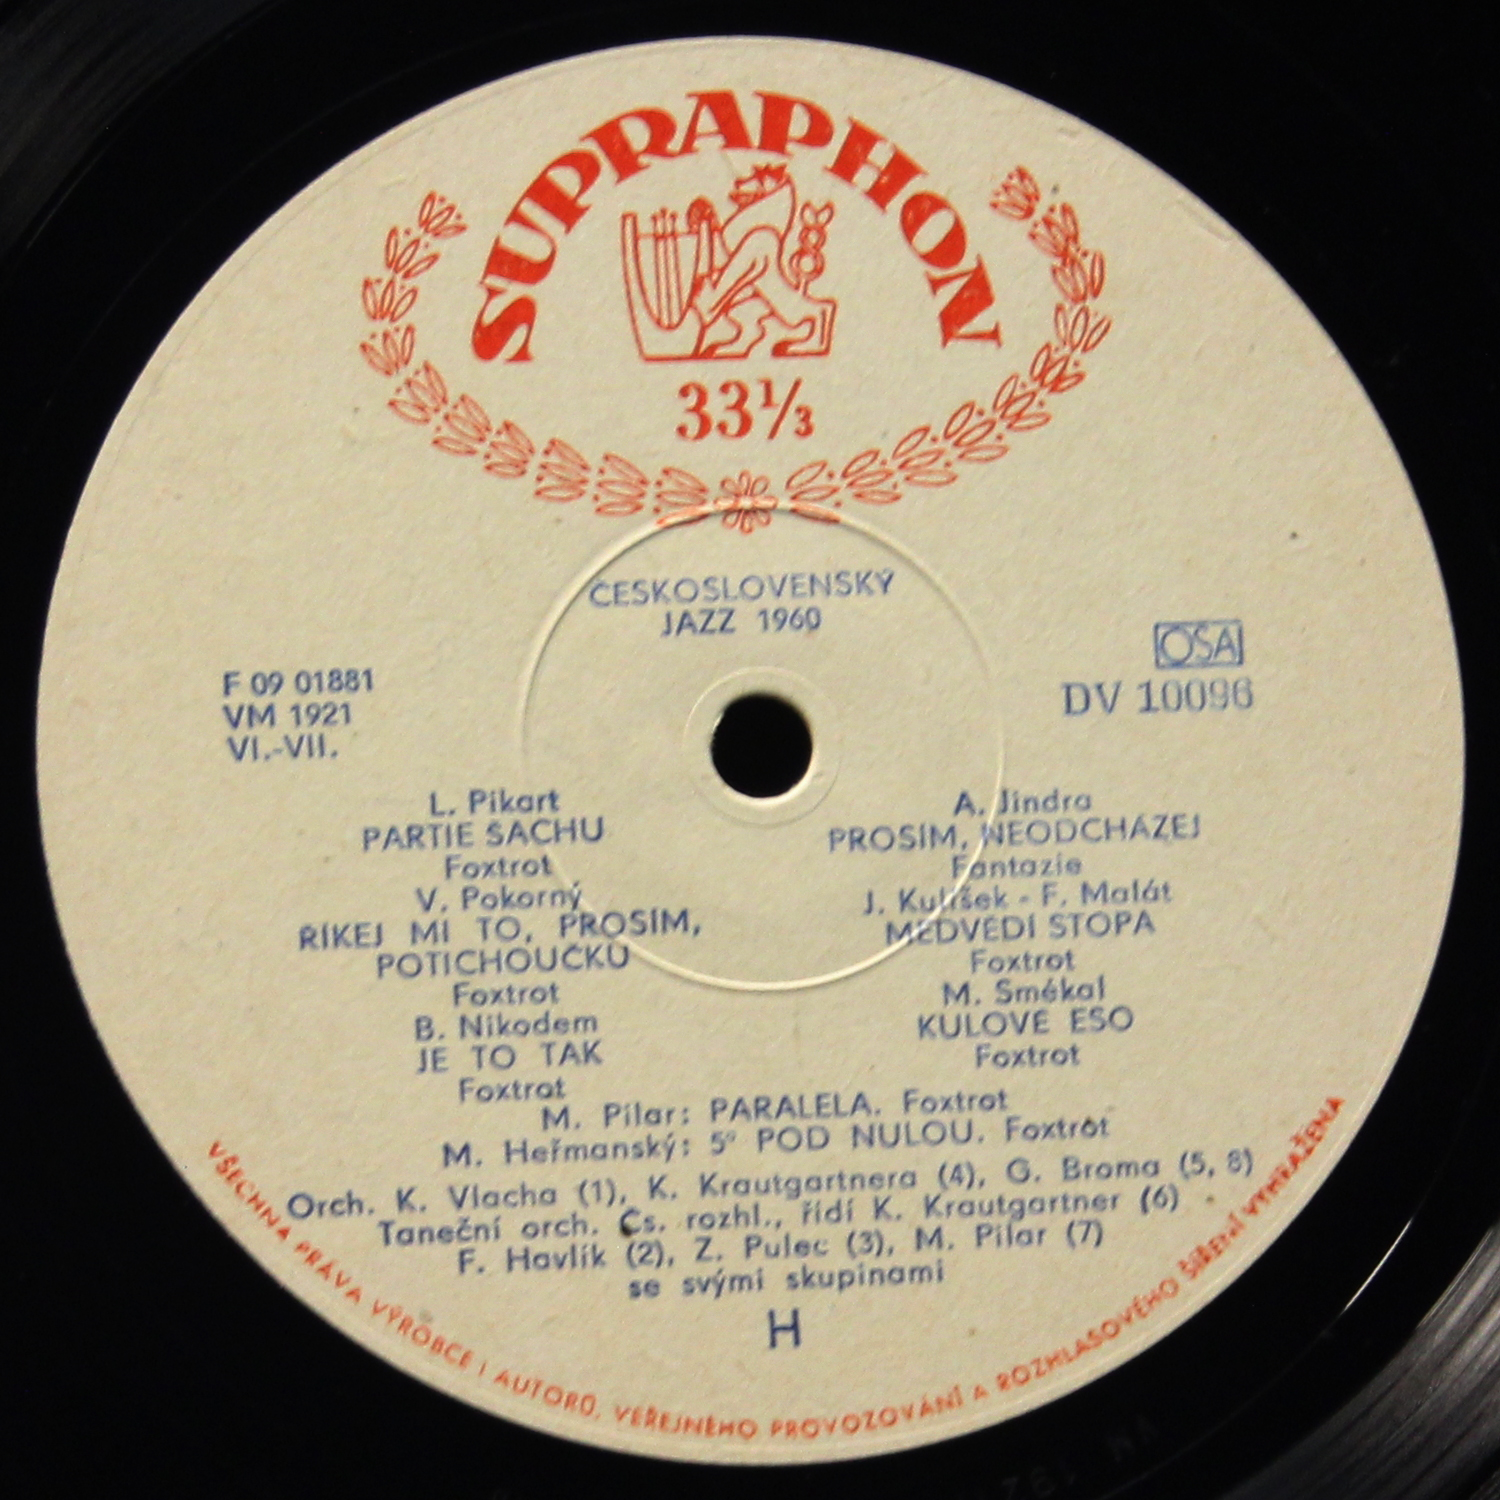 SUPRAPHON
33⅓
ČESKOSLOVENSKÝ
JAZZ 1960
F 09 01881
VM 1921
VI.-VII.
OSA
DV 10096
L. Pikart
PARTIE ŠACHU
Foxtrot
V. Pokorný
ŘÍKEJ MI TO, PROSÍM,
POTICHOUČKU
Foxtrot
B. Nikodem
JE TO TAK
Foxtrot
A. Jindra
PROSÍM, NEODCHÁZEJ
Fantazie
J. Kulíšek - F. Malát
MEDVĚDÍ STOPA
Foxtrot
M. Smékal
KULOVÉ ESO
Foxtrot
M. Pilar: PARALELA. Foxtrot
M. Heřmanský: 5° POD NULOU. Foxtrot
Orch. K. Vlacha (1), K. Krautgartnera (4), G. Broma (5, 8)
Taneční orch. Čs. rozhl., řídí K. Krautgartner (6)
F. Havlík (2), Z. Pulec (3), M. Pilar (7)
se svými skupinami
H
VŠECHNA PRÁVA VÝROBCE I AUTORŮ, VEŘEJNÉHO PROVOZOVÁNÍ A ROZHLASOVÉHO ŠÍŘENÍ VYHRAŽENA